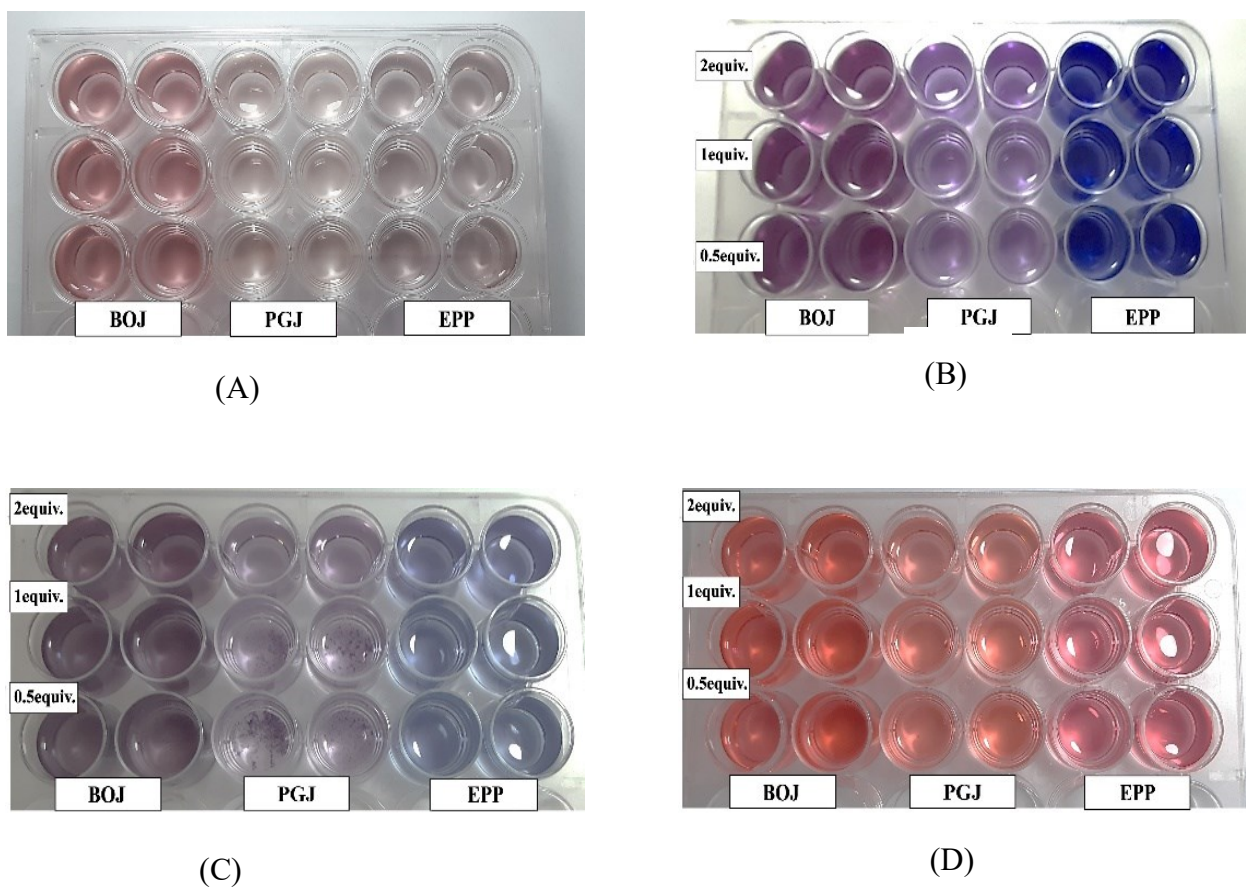 BOJ PGJ EPP
(A)
2equiv.
1equiv.
0.5equiv.
BOJ PGJ EPP
(B)
2equiv.
1equiv.
0.5equiv.
BOJ PGJ EPP
(C)
2equiv.
1equiv.
0.5equiv.
BOJ PGJ EPP
(D)